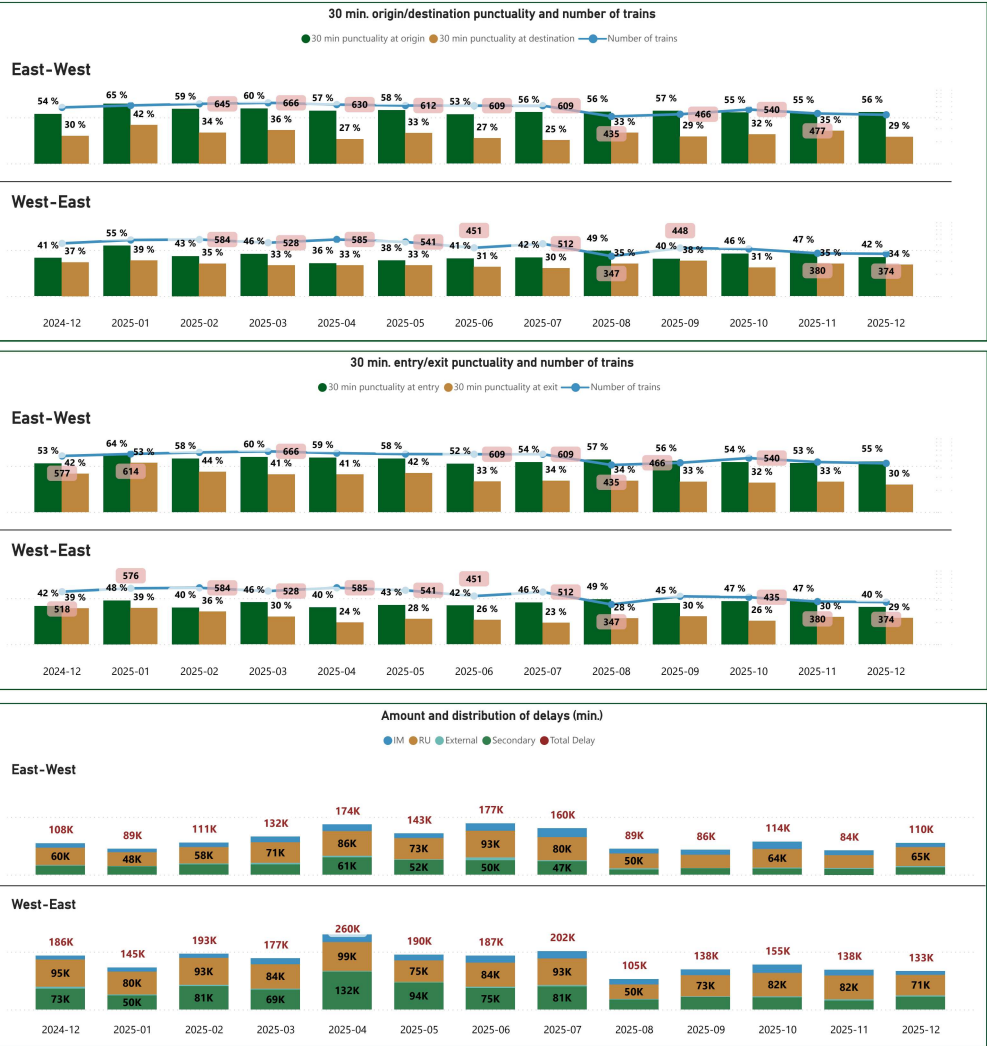 30 min. origin/destination punctuality and number of trains
30 min punctuality at origin 30 min punctuality at destination Number of trains
East-West
54 % 65 % 59 % 60 % 57 % 58 % 53 % 56 % 56 % 57 % 55 % 55 % 56 %
645 666 630 612 609 609 435 466 540 477
30 % 42 % 34 % 36 % 27 % 33 % 27 % 25 % 33 % 29 % 32 % 35 % 29 %
West-East
41 % 55 % 43 % 46 % 36 % 38 % 41 % 42 % 49 % 40 % 46 % 47 % 42 %
584 528 585 541 451 512 347 448 380 374
37 % 39 % 35 % 33 % 33 % 33 % 31 % 30 % 35 % 38 % 31 % 35 % 34 %
2024-12 2025-01 2025-02 2025-03 2025-04 2025-05 2025-06 2025-07 2025-08 2025-09 2025-10 2025-11 2025-12
30 min. entry/exit punctuality and number of trains
30 min punctuality at entry 30 min punctuality at exit Number of trains
East-West
53 % 64 % 58 % 60 % 59 % 58 % 52 % 54 % 57 % 56 % 54 % 53 % 55 %
577 614 666 609 609 435 466 540
42 % 53 % 44 % 41 % 41 % 42 % 33 % 34 % 34 % 33 % 32 % 33 % 30 %
West-East
42 % 48 % 40 % 46 % 40 % 43 % 42 % 46 % 49 % 45 % 47 % 47 % 40 %
518 576 584 528 585 541 451 512 347 435 380 374
39 % 39 % 36 % 30 % 24 % 28 % 26 % 23 % 28 % 30 % 26 % 30 % 29 %
2024-12 2025-01 2025-02 2025-03 2025-04 2025-05 2025-06 2025-07 2025-08 2025-09 2025-10 2025-11 2025-12
Amount and distribution of delays (min.)
IM RU External Secondary Total Delay
East-West
108K 89K 111K 132K 174K 143K 177K 160K 89K 86K 114K 84K 110K
60K 48K 58K 71K 86K 73K 93K 80K 50K 64K 65K
61K 52K 50K 47K
West-East
186K 145K 193K 177K 260K 190K 187K 202K 105K 138K 155K 138K 133K
95K 80K 93K 84K 99K 75K 84K 93K 50K 73K 82K 82K 71K
73K 50K 81K 69K 132K 94K 75K 81K
2024-12 2025-01 2025-02 2025-03 2025-04 2025-05 2025-06 2025-07 2025-08 2025-09 2025-10 2025-11 2025-12